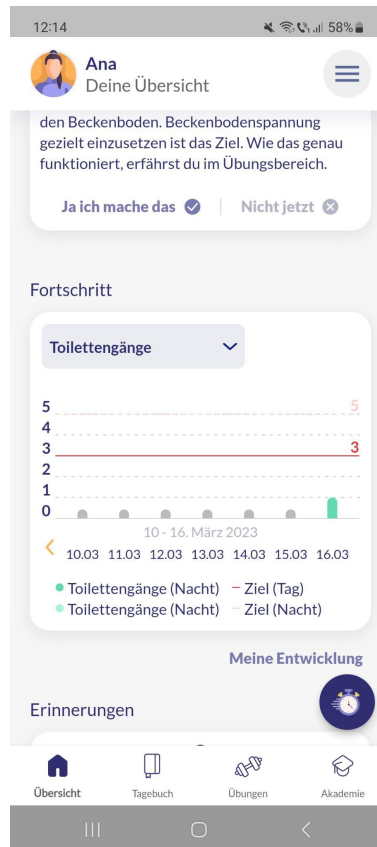 12:14
58%
Ana
Deine Übersicht
den Beckenboden. Beckenbodenspannung
gezielt einzusetzen ist das Ziel. Wie das genau
funktioniert, erfährst du im Übungsbereich.
Ja ich mache das
Nicht jetzt
Fortschritt
Toilettengänge
5 5
4
3 3
2
1
0
10 - 16. März 2023
10.03 11.03 12.03 13.03 14.03 15.03 16.03
Toilettengänge (Nacht) Ziel (Tag)
Toilettengänge (Nacht) Ziel (Nacht)
Meine Entwicklung
Erinnerungen
Übersicht Tagebuch Übungen Akademie